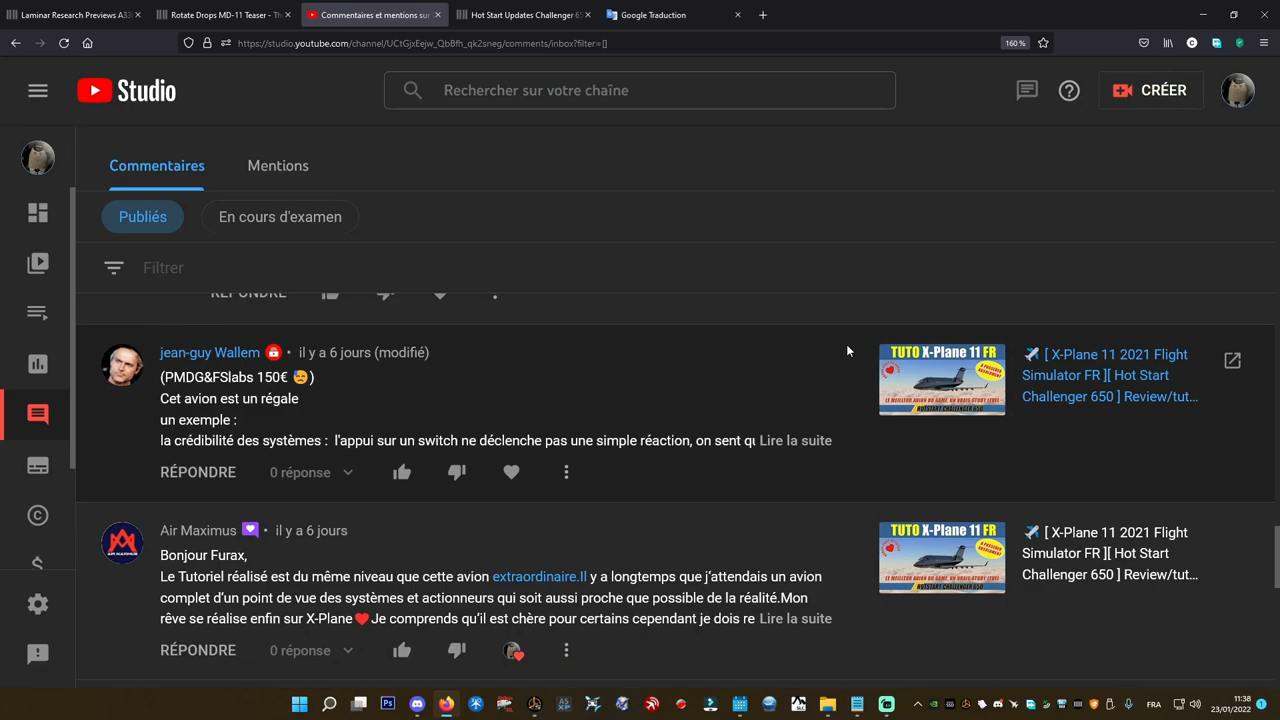 Laminar Research Previews A33
Rotate Drops MD-11 Teaser - Th
Commentaires et mentions sur
Hot Start Updates Challenger 65
Google Traduction
https://studio.youtube.com/channel/UCtGjxEejw_QbBfh_qk2sneg/comments/inbox?filter=[]
160 %
Studio
Rechercher sur votre chaîne
CRÉER
Commentaires
Mentions
Publiés
En cours d'examen
Filtrer
RÉPONDRE
jean-guy Wallem • il y a 6 jours (modifié)
(PMDG&FSlabs 150€ 😥)
Cet avion est un régale
un exemple :
la crédibilité des systèmes : l'appui sur un switch ne déclenche pas une simple réaction, on sent qu Lire la suite
RÉPONDRE
0 réponse
TUTO X-Plane 11 FR
LE MEILLEUR AVION DU GAME, UN VRAIS STUDY LEVEL
HOTSTART CHALLENGER 650
✈️ [ X-Plane 11 2021 Flight
Simulator FR ][ Hot Start
Challenger 650 ] Review/tut...
Air Maximus • il y a 6 jours
Bonjour Furax,
Le Tutoriel réalisé est du même niveau que cette avion extraordinaire.Il y a longtemps que j'attendais un avion
complet d'un point de vue des systèmes et actionneurs qui soit aussi proche que possible de la réalité.Mon
rêve se réalise enfin sur X-Plane❤️Je comprends qu'il est chère pour certains cependant je dois re Lire la suite
RÉPONDRE
0 réponse
TUTO X-Plane 11 FR
LE MEILLEUR AVION DU GAME, UN VRAIS STUDY LEVEL
HOTSTART CHALLENGER 650
✈️ [ X-Plane 11 2021 Flight
Simulator FR ][ Hot Start
Challenger 650 ] Review/tut...
FRA
11:38
23/01/2022